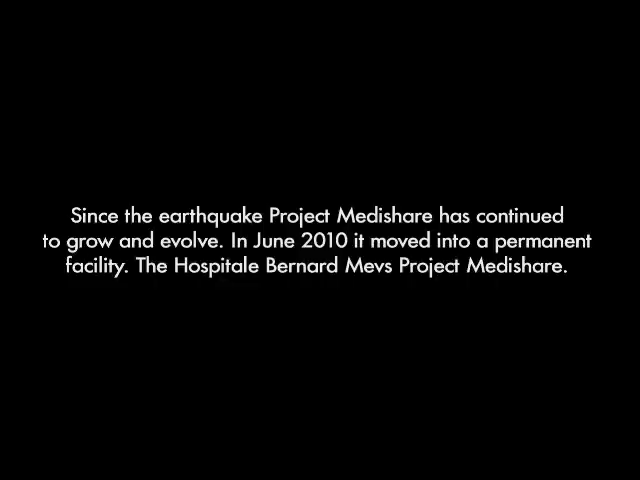 Since the earthquake Project Medishare has continued
to grow and evolve. In June 2010 it moved into a permanent
facility. The Hospitale Bernard Mevs Project Medishare.